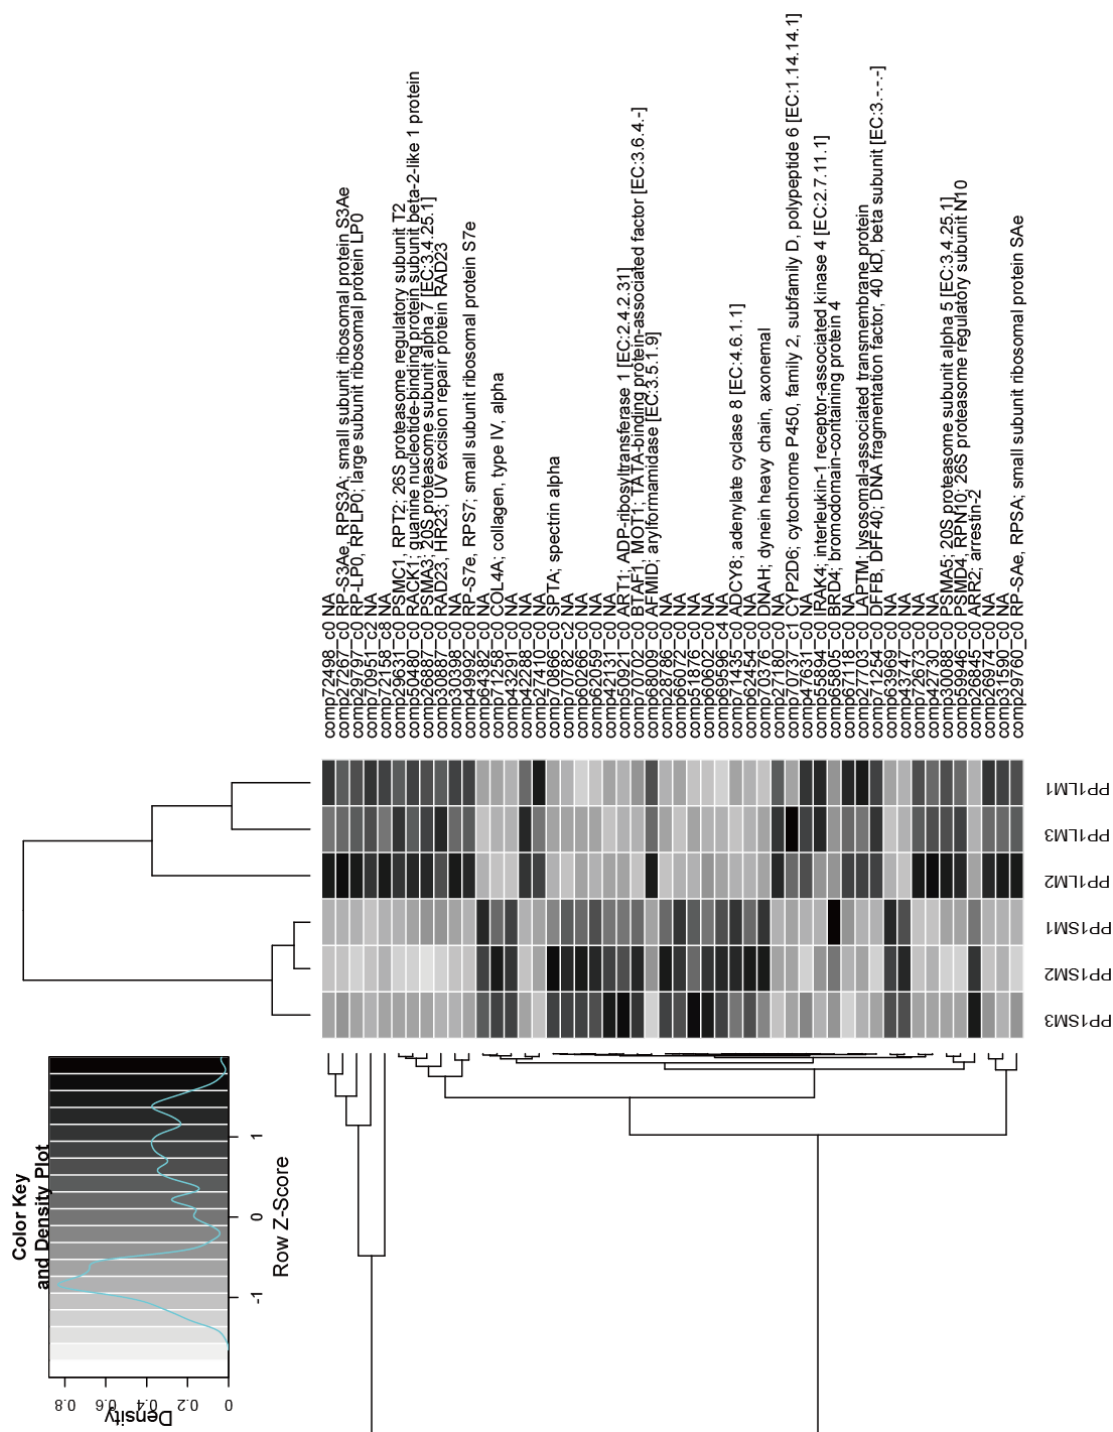 Color Key
and Density Plot
Density
0 0.2 0.4 0.6 0.8
-1 0 1
Row Z-Score
comp72498_c0 NA
comp27267_c0 RP-S3Ae, RPS3A; small subunit ribosomal protein S3Ae
comp29797_c0 RP-LP0, RPLP0; large subunit ribosomal protein LP0
comp70951_c2 NA
comp72158_c8 NA
comp29631_c0 PSMC1, RPT2; 26S proteasome regulatory subunit T2
comp50480_c0 RACK1; guanine nucleotide-binding protein subunit beta-2-like 1 protein
comp26887_c0 PSMA3; 20S proteasome subunit alpha 7 [EC:3.4.25.1]
comp30887_c0 RAD23, HR23; UV excision repair protein RAD23
comp30398_c0 NA
comp49992_c0 RP-S7e, RPS7; small subunit ribosomal protein S7e
comp64382_c0 NA
comp71258_c0 COL4A; collagen, type IV, alpha
comp43291_c0 NA
comp42288_c0 NA
comp27410_c0 NA
comp70866_c0 SPTA; spectrin alpha
comp70782_c2 NA
comp60266_c0 NA
comp62059_c0 NA
comp42131_c0 NA
comp50921_c0 ART1; ADP-ribosyltransferase 1 [EC:2.4.2.31]
comp70702_c0 BTAF1, MOT1; TATA-binding protein-associated factor [EC:3.6.4.-]
comp68009_c0 AFMID; arylformamidase [EC:3.5.1.9]
comp28786_c0 NA
comp66072_c0 NA
comp51876_c0 NA
comp60602_c0 NA
comp69596_c4 NA
comp71435_c0 ADCY8; adenylate cyclase 8 [EC:4.6.1.1]
comp62454_c0 NA
comp70376_c0 DNAH; dynein heavy chain, axonemal
comp27180_c0 NA
comp70737_c1 CYP2D6; cytochrome P450, family 2, subfamily D, polypeptide 6 [EC:1.14.14.1]
comp47631_c0 NA
comp55894_c0 IRAK4; interleukin-1 receptor-associated kinase 4 [EC:2.7.11.1]
comp65805_c0 BRD4; bromodomain-containing protein 4
comp67118_c0 NA
comp27703_c0 LAPTM; lysosomal-associated transmembrane protein
comp71254_c0 DFFB, DFF40; DNA fragmentation factor, 40 kD, beta subunit [EC:3.-.-.-]
comp63969_c0 NA
comp43747_c0 NA
comp72673_c0 NA
comp42730_c0 NA
comp30088_c0 PSMA5; 20S proteasome subunit alpha 5 [EC:3.4.25.1]
comp59946_c0 PSMD4, RPN10; 26S proteasome regulatory subunit N10
comp26845_c0 ARR2; arrestin-2
comp26974_c0 NA
comp31590_c0 NA
comp29760_c0 RP-SAe, RPSA; small subunit ribosomal protein SAe
PP1SM3
PP1SM2
PP1SM1
PP1LM2
PP1LM3
PP1LM1